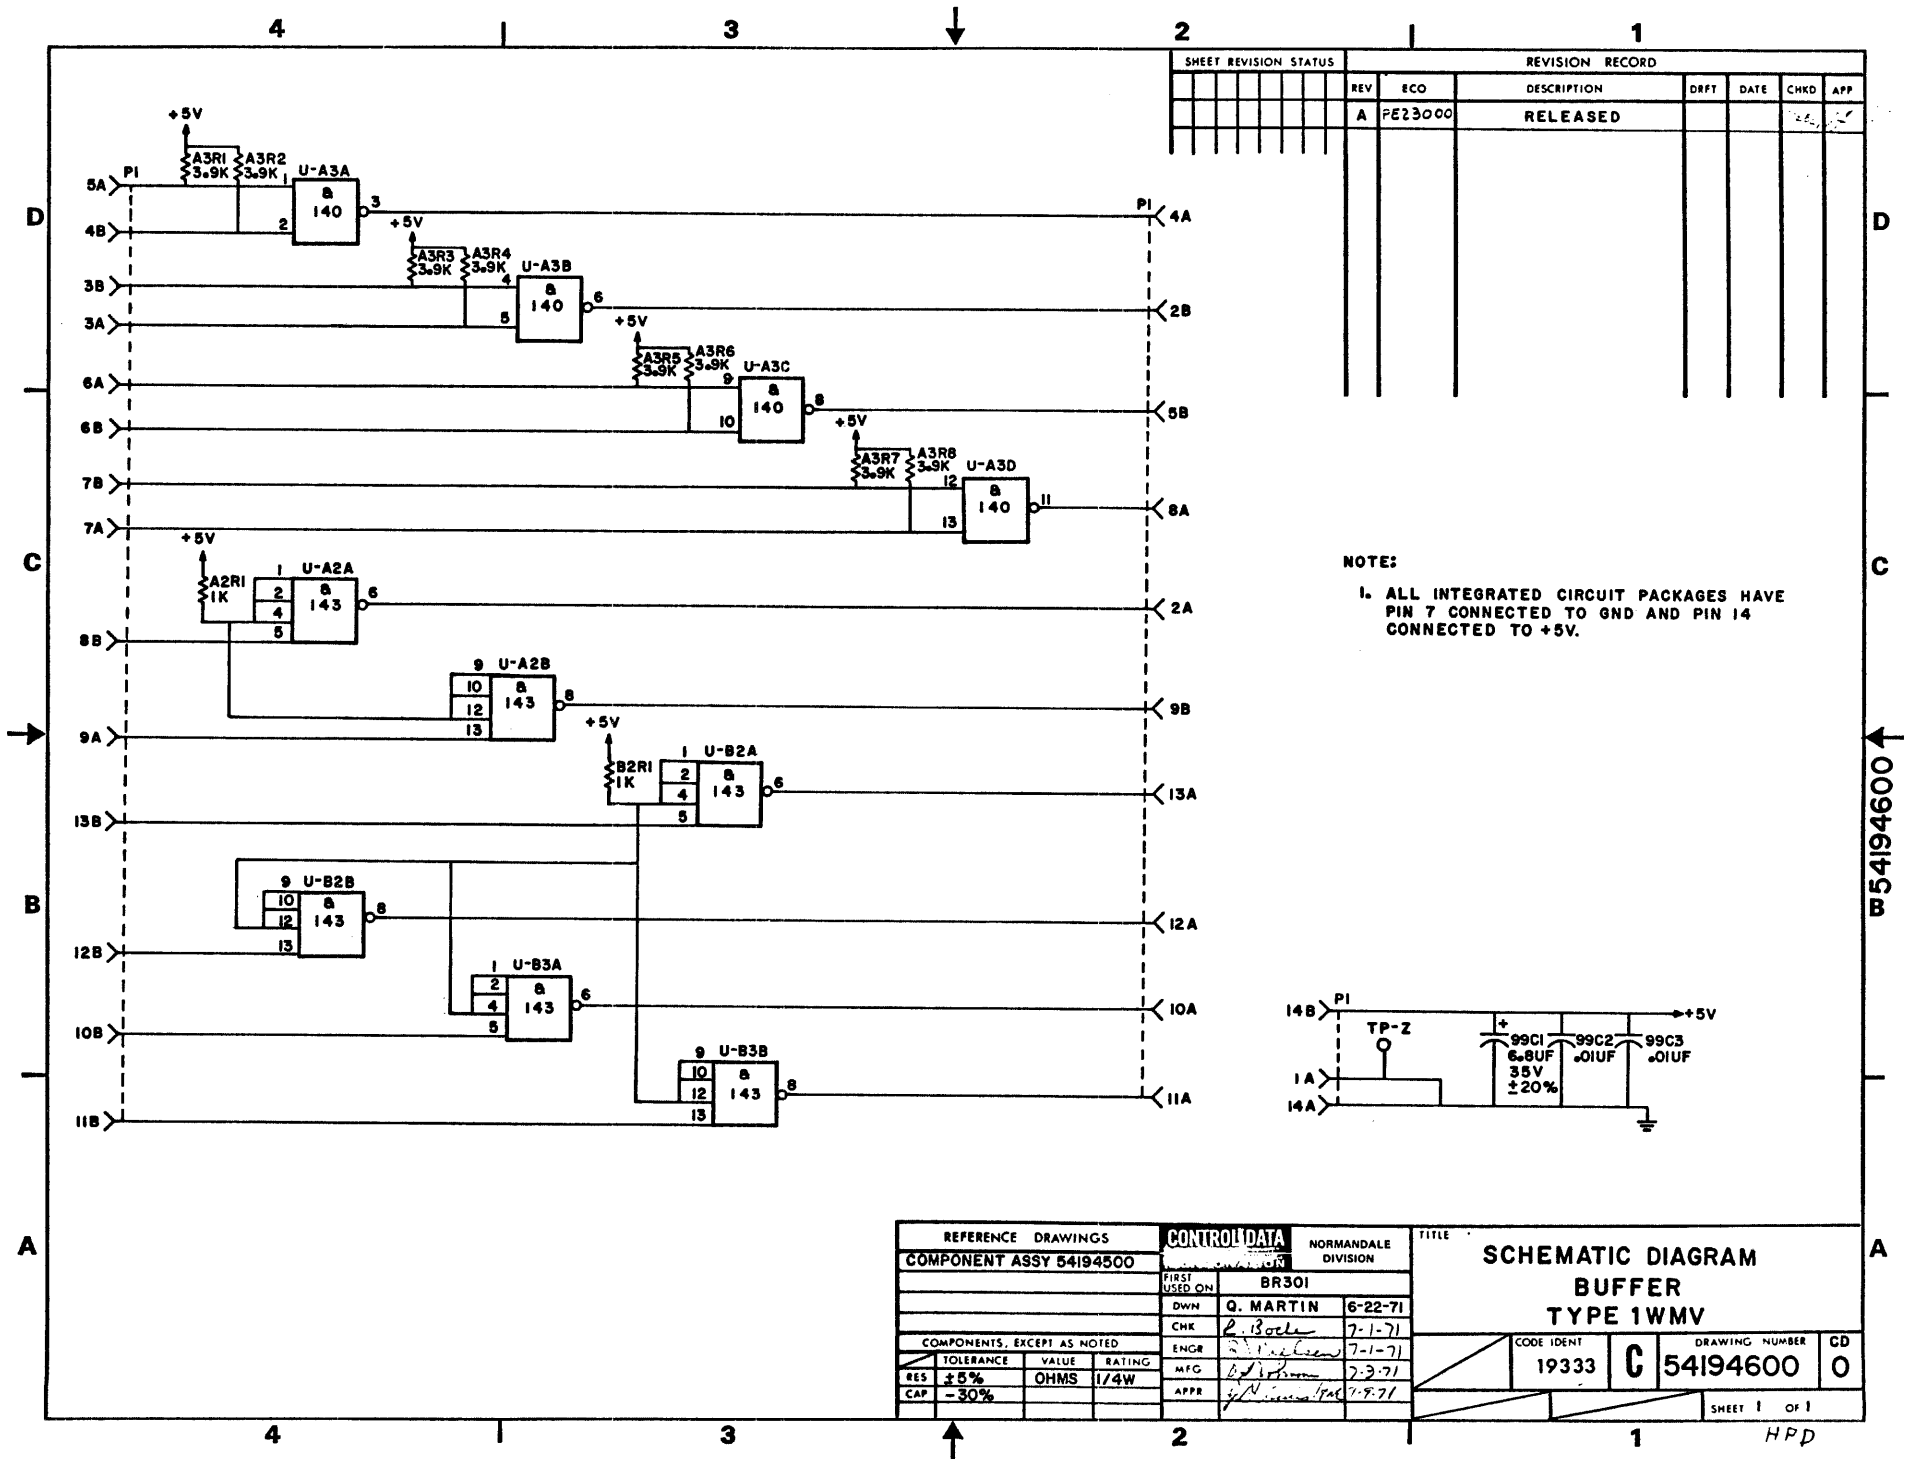 4 3 2 1
SHEET REVISION STATUS
REVISION RECORD
REV ECO DESCRIPTION DRFT DATE CHKD APP
A PE23000 RELEASED
D
D
+5V
A3R1 A3R2
3.9K 3.9K
U-A3A
5A P1 1
&
140
3
4B 2
P1 4A
+5V
A3R3 A3R4
3.9K 3.9K
U-A3B
3B 4
&
140
6
3A 5
2B
+5V
A3R5 A3R6
3.9K 3.9K
U-A3C
6A 9
&
140
8
6B 10
5B
+5V
A3R7 A3R8
3.9K 3.9K
U-A3D
7B 12
&
140
11
7A 13
8A
C
C
+5V
A2R1
1K
1 U-A2A
2 &
4 143
6
5
8B
2A
NOTE:
1. ALL INTEGRATED CIRCUIT PACKAGES HAVE
PIN 7 CONNECTED TO GND AND PIN 14
CONNECTED TO +5V.
9 U-A2B
10 &
12 143
8
13
9A
9B
+5V
B2R1
1K
1 U-B2A
2 &
4 143
6
5
13B
13A
B54194600
B
9 U-B2B
10 &
12 143
8
13
12B
12A
1 U-B3A
2 &
4 143
6
5
10B
10A
9 U-B3B
10 &
12 143
8
13
11B
11A
14B P1 +5V
TP-Z
+
99C1 99C2 99C3
6.8UF .01UF .01UF
35V
±20%
1A
14A
A
A
REFERENCE DRAWINGS
COMPONENT ASSY 54194500
COMPONENTS, EXCEPT AS NOTED
TOLERANCE VALUE RATING
RES ±5% OHMS 1/4W
CAP -30%
CONTROL DATA
CORPORATION
NORMANDALE
DIVISION
FIRST
USED ON
BR301
DWN Q. MARTIN 6-22-71
CHK 7-1-71
ENGR 7-1-71
MFG 7-3-71
APPR 7-9-71
TITLE
SCHEMATIC DIAGRAM
BUFFER
TYPE 1WMV
CODE IDENT
19333
C
DRAWING NUMBER
54194600
CD
0
SHEET 1 OF 1
4 3 2 1
HPD